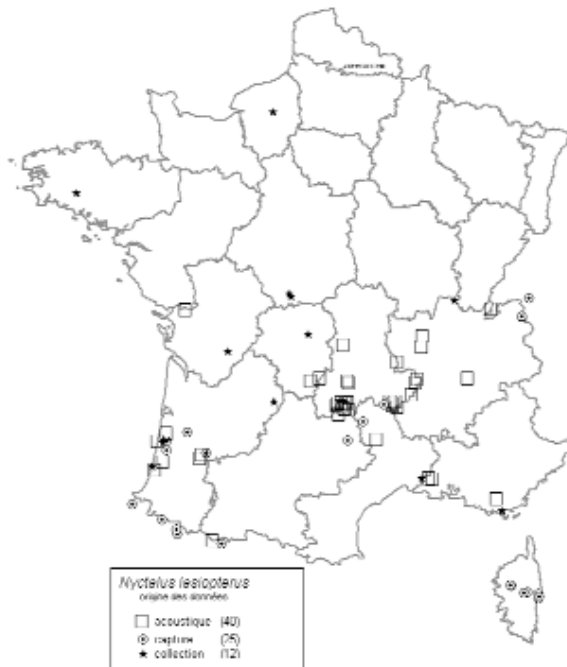 Nyctalus lasiopterus
origine des données
acoustique (40)
capture (25)
collection (12)